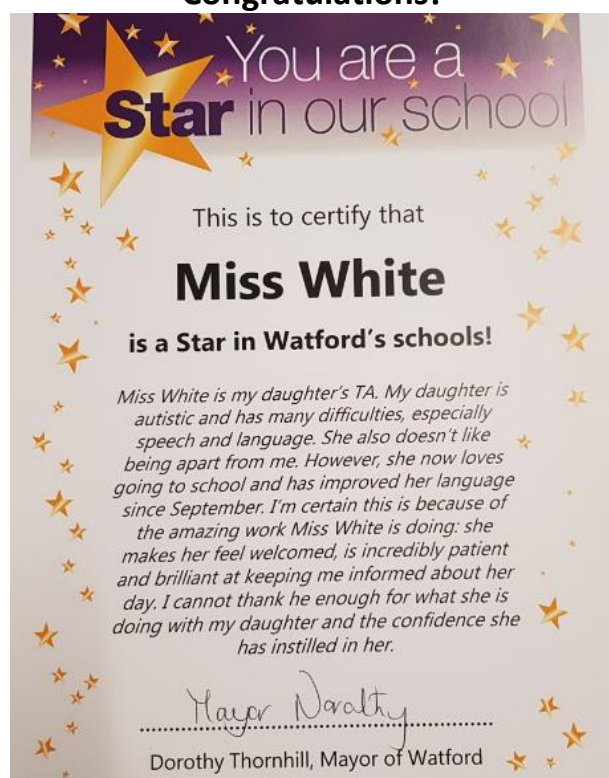 Congratulations!
You are a
Star in our school
This is to certify that
Miss White
is a Star in Watford's schools!
Miss White is my daughter's TA. My daughter is
autistic and has many difficulties, especially
speech and language. She also doesn't like
being apart from me. However, she now loves
going to school and has improved her language
since September. I'm certain this is because of
the amazing work Miss White is doing: she
makes her feel welcomed, is incredibly patient
and brilliant at keeping me informed about her
day. I cannot thank he enough for what she is
doing with my daughter and the confidence she
has instilled in her.
Mayor Dorothy
Dorothy Thornhill, Mayor of Watford